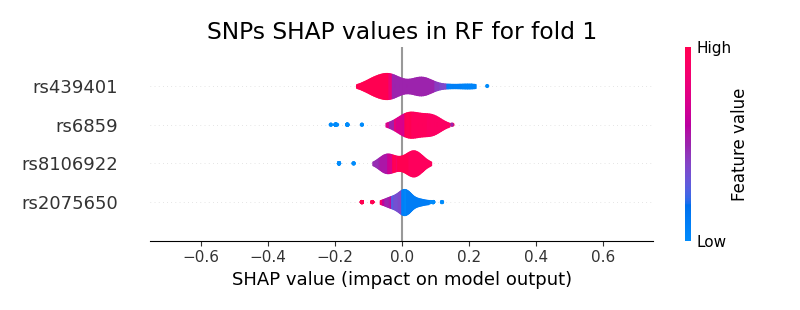 SNPs SHAP values in RF for fold 1
High
rs439401
rs6859
rs8106922
rs2075650
Feature value
Low
−0.6 −0.4 −0.2 0.0 0.2 0.4 0.6
SHAP value (impact on model output)